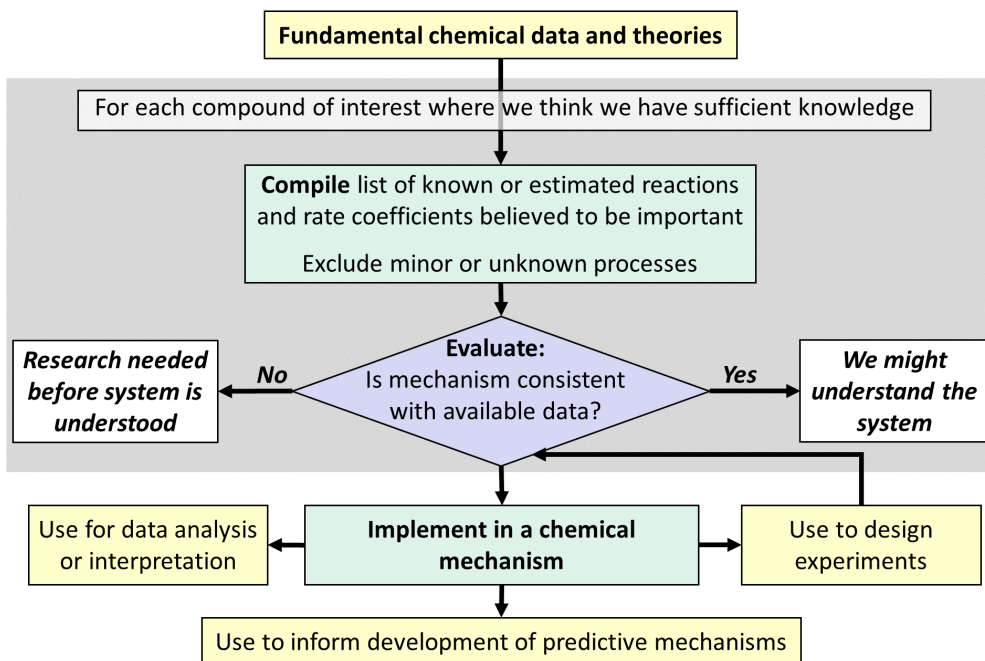 Fundamental chemical data and theories
For each compound of interest where we think we have sufficient knowledge
Compile list of known or estimated reactions
and rate coefficients believed to be important
Exclude minor or unknown processes
Research needed
before system is
understood
No
Evaluate:
Is mechanism consistent
with available data?
Yes
We might
understand the
system
Use for data analysis
or interpretation
Implement in a chemical
mechanism
Use to design
experiments
Use to inform development of predictive mechanisms